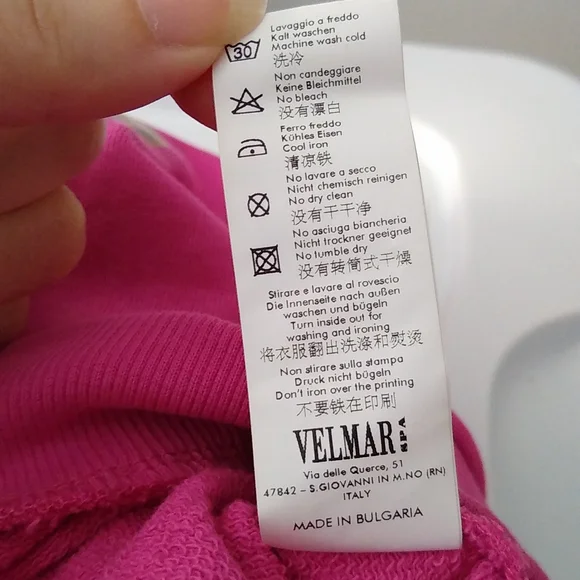 30
Lavaggio a freddo
Kalt waschen
Machine wash cold
洗冷
Non candeggiare
Keine Bleichmittel
No bleach
没有漂白
Ferro freddo
Kühles Eisen
Cool iron
清凉铁
No lavare a secco
Nicht chemisch reinigen
No dry clean
没有干干净
No asciuga biancheria
Nicht trockner geeignet
No tumble dry
没有转筒式干燥
Stirare e lavare al rovescio
Die Innenseite nach außen
waschen und bügeln
Turn inside out for
washing and ironing
将衣服翻出洗涤和熨烫
Non stirare sulla stampa
Druck nicht bügeln
Don't iron over the printing
不要铁在印刷
VELMAR SPA
Via delle Querce, 51
47842 – S.GIOVANNI IN M.NO (RN)
ITALY
MADE IN BULGARIA